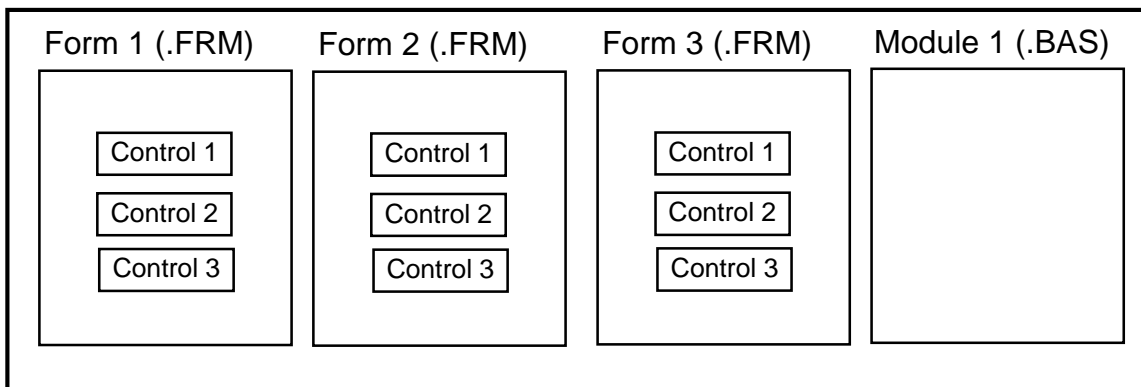 Form 1 (.FRM)
Form 2 (.FRM)
Form 3 (.FRM)
Module 1 (.BAS)
Control 1
Control 1
Control 1
Control 2
Control 2
Control 2
Control 3
Control 3
Control 3